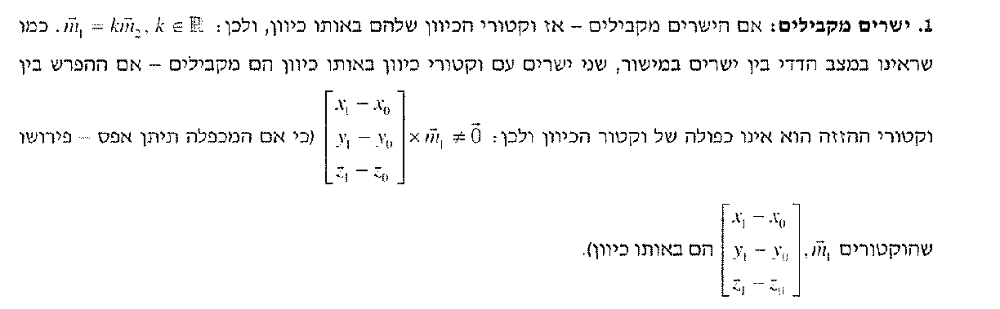 1. ישרים מקבילים: אם הישרים מקבילים – אז וקטורי הכיוון שלהם באותו כיוון, ולכן: $\vec{m}_1 = k\vec{m}_2, k \in \mathbb{R}$. כמו
שראינו במצב הדדי בין ישרים במישור, שני ישרים עם וקטורי כיוון באותו כיוון הם מקבילים – אם ההפרש בין
וקטורי ההזזה הוא אינו כפולה של וקטור הכיוון ולכן: $\begin{bmatrix} x_1 - x_0 \\ y_1 - y_0 \\ z_1 - z_0 \end{bmatrix} \times \vec{m}_1 \neq \vec{0}$ (כי אם המכפלה תיתן אפס – פירושו
שהוקטורים $\begin{bmatrix} x_1 - x_0 \\ y_1 - y_0 \\ z_1 - z_0 \end{bmatrix}, \vec{m}_1$ הם באותו כיוון).